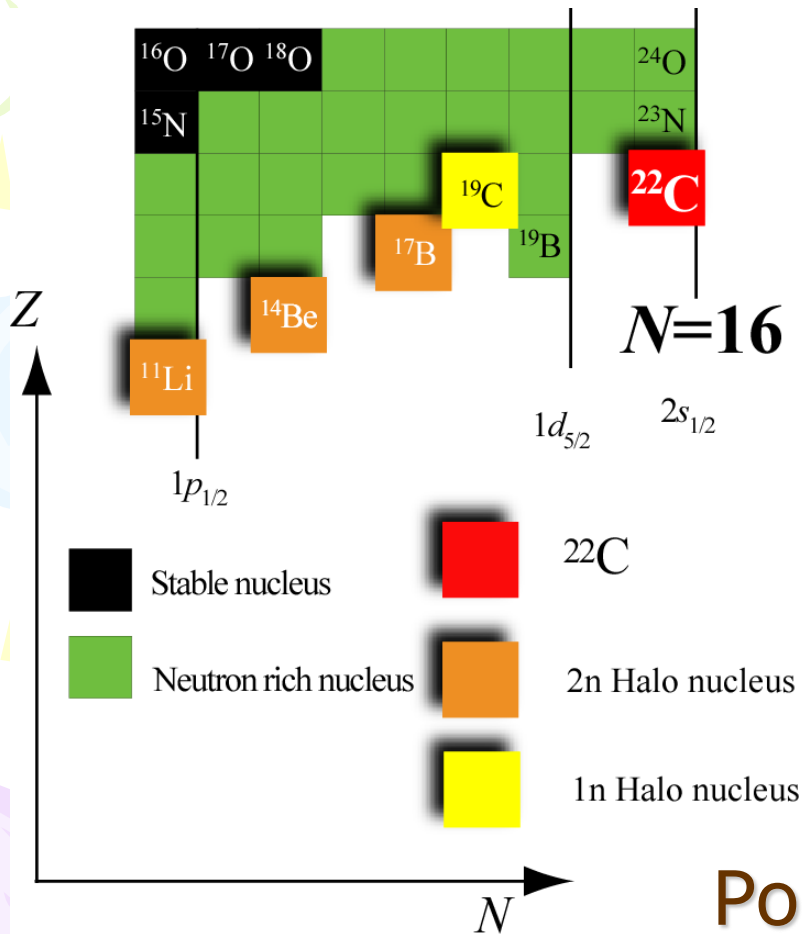 ¹⁶O ¹⁷O ¹⁸O ²⁴O
¹⁵N ²³N
¹⁹C ²²C
¹⁷B ¹⁹B
¹⁴Be
Z
N=16
¹¹Li
1d₅/₂ 2s₁/₂
1p₁/₂
²²C
Stable nucleus
Neutron rich nucleus 2n Halo nucleus
1n Halo nucleus
N
Po